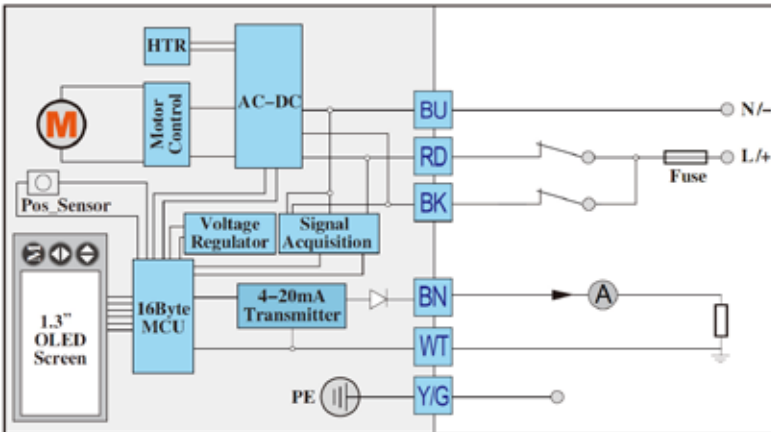 HTR
AC-DC
Motor
Control
M
BU
N/-
RD
L/+
Fuse
BK
Pos_Sensor
Voltage
Regulator
Signal
Acquisition
16Byte
MCU
4-20mA
Transmitter
BN
A
1.3”
OLED
Screen
WT
PE
Y/G